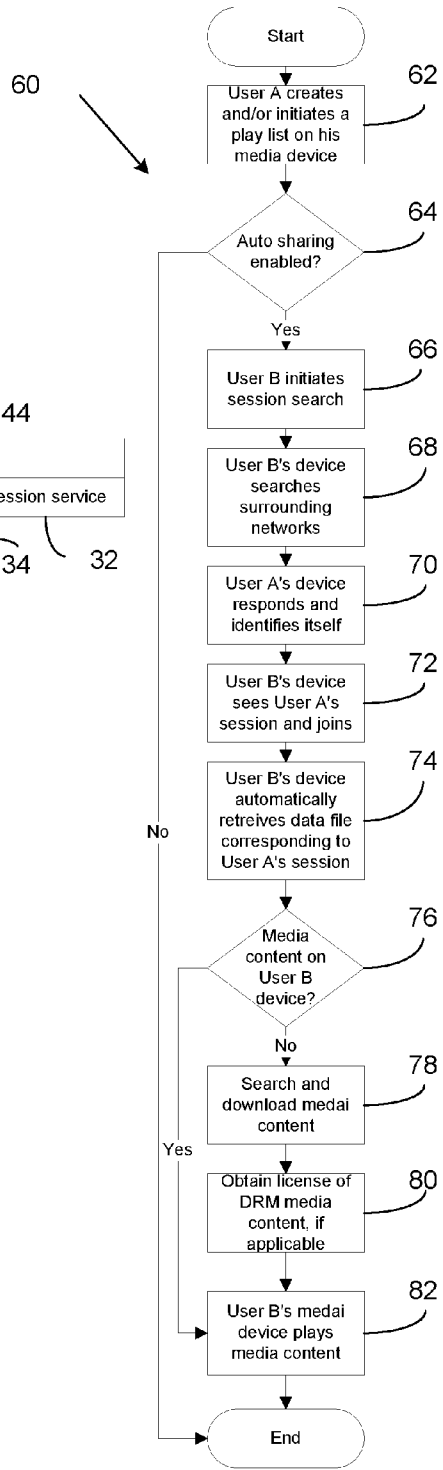 Start
60
62
User A creates
and/or initiates a
play list on his
media device
64
Auto sharing
enabled?
Yes
66
User B initiates
session search
44
68
User B's device
searches
surrounding
networks
ession service
34
32
70
User A's device
responds and
identifies itself
72
User B's device
sees User A's
session and joins
74
User B's device
automatically
retreives data file
corresponding to
User A's session
No
76
Media
content on
User B
device?
No
78
Search and
download medai
content
Yes
80
Obtain license of
DRM media
content, if
applicable
82
User B's medai
device plays
media content
End